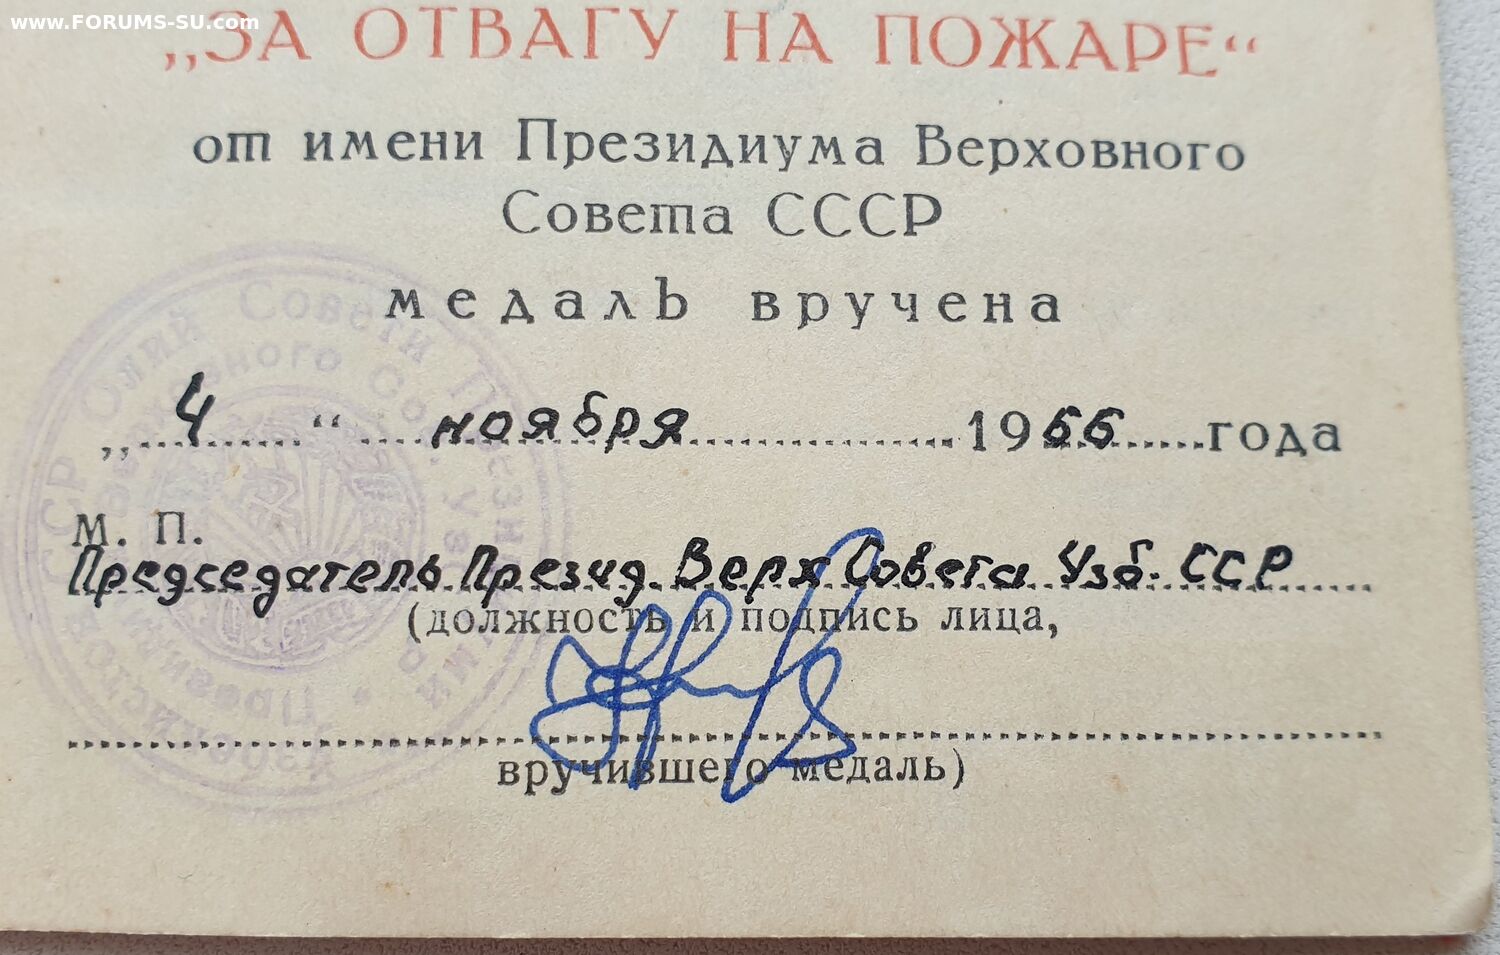 www.FORUMS-SU.com
„ЗА ОТВАГУ НА ПОЖАРЕ“
от имени Президиума Верховного
Совета СССР
медаль вручена
„ 4 “ ноября 1966 года
М. П.
Председатель Презид. Верх Совета Узб. ССР
(должность и подпись лица,
вручившего медаль)